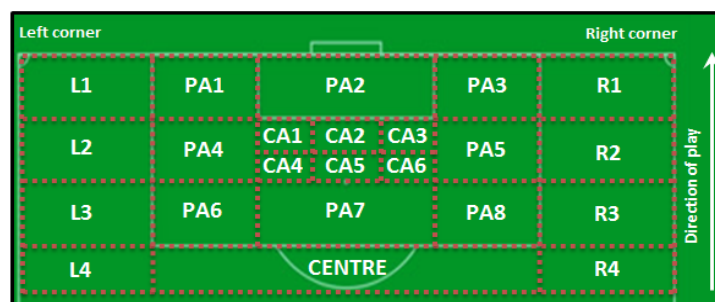 Left corner Right corner
L1 PA1 PA2 PA3 R1
CA1 CA2 CA3
L2 PA4 PA5 R2
CA4 CA5 CA6
L3 PA6 PA7 PA8 R3
L4 CENTRE R4
Direction of play